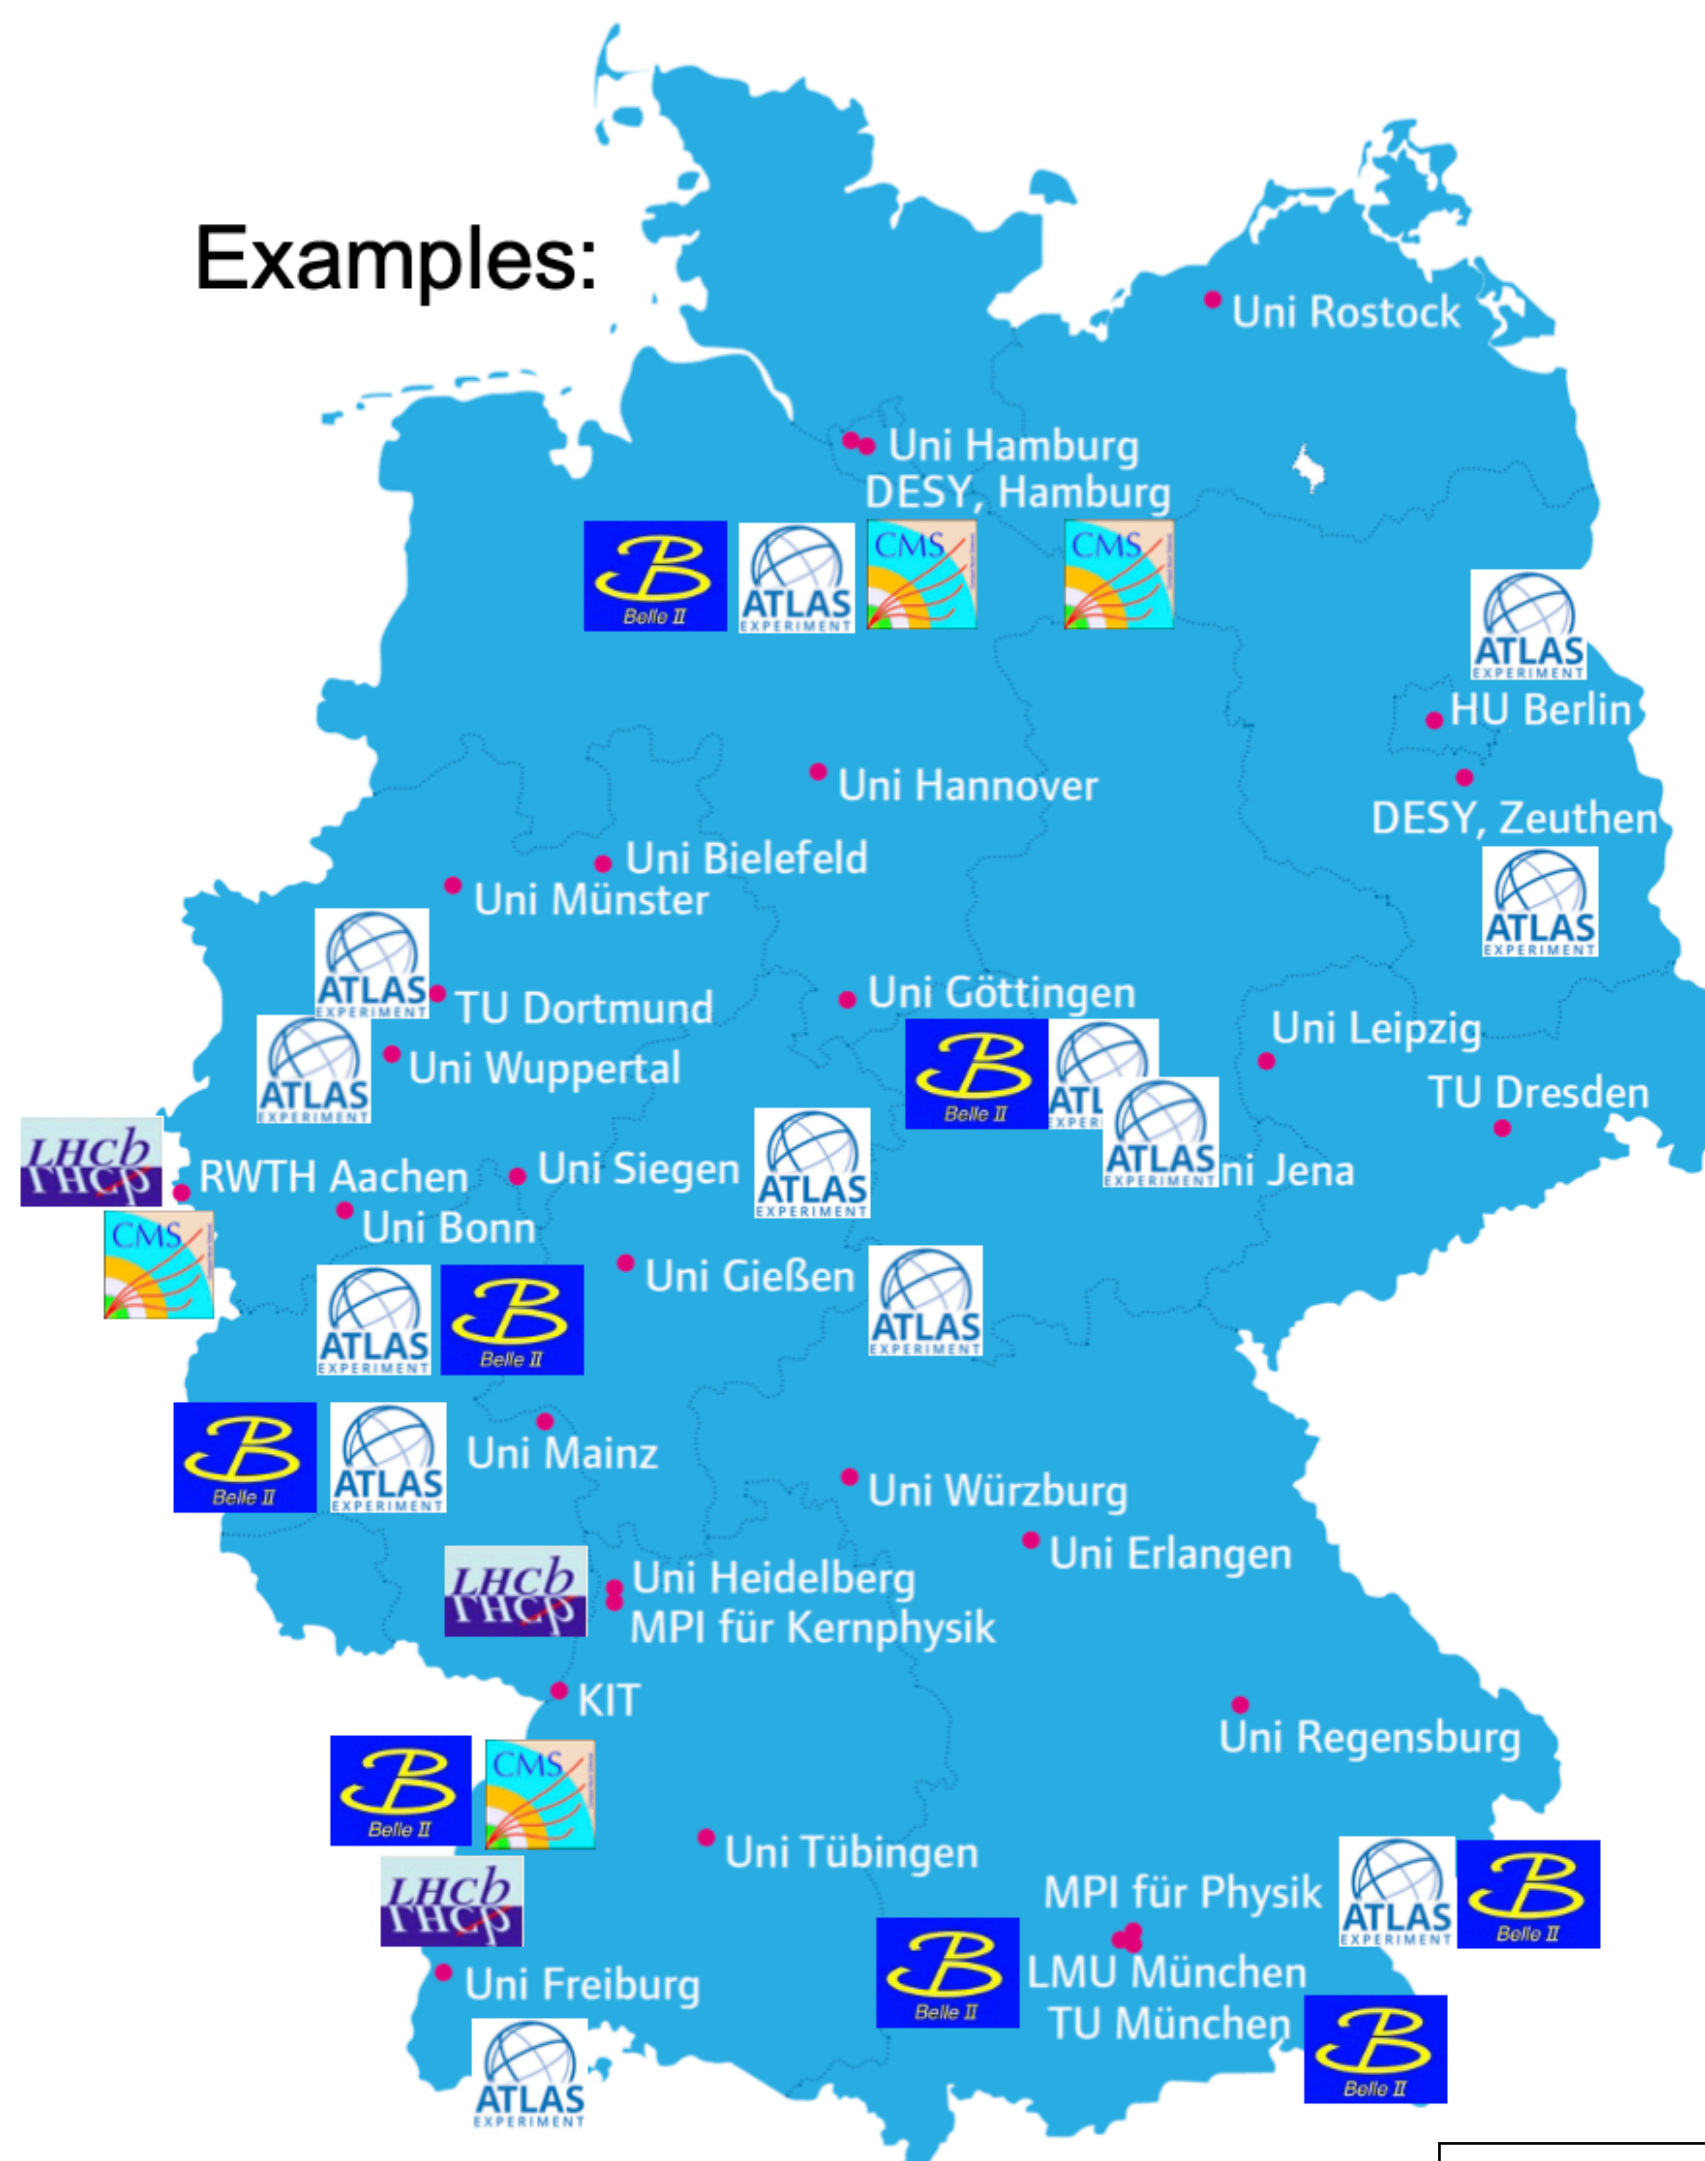 Examples:
Uni Rostock
Uni Hamburg
DESY, Hamburg
Belle II
ATLAS
EXPERIMENT
CMS
CMS
ATLAS
EXPERIMENT
HU Berlin
Uni Hannover
DESY, Zeuthen
ATLAS
EXPERIMENT
Uni Bielefeld
Uni Münster
ATLAS
EXPERIMENT
TU Dortmund
Uni Göttingen
ATLAS
EXPERIMENT
Uni Wuppertal
Belle II
ATL
EXPER
Uni Leipzig
TU Dresden
LHCb
LHCb
RWTH Aachen
Uni Siegen
ATLAS
EXPERIMENT
ATLAS
EXPERIMENT
ni Jena
CMS
Uni Bonn
Uni Gießen
ATLAS
EXPERIMENT
ATLAS
EXPERIMENT
Belle II
Belle II
ATLAS
EXPERIMENT
Uni Mainz
Uni Würzburg
Uni Erlangen
LHCb
LHCb
Uni Heidelberg
MPI für Kernphysik
KIT
Uni Regensburg
Belle II
CMS
Uni Tübingen
LHCb
LHCb
MPI für Physik
ATLAS
EXPERIMENT
Belle II
Uni Freiburg
Belle II
LMU München
TU München
Belle II
ATLAS
EXPERIMENT